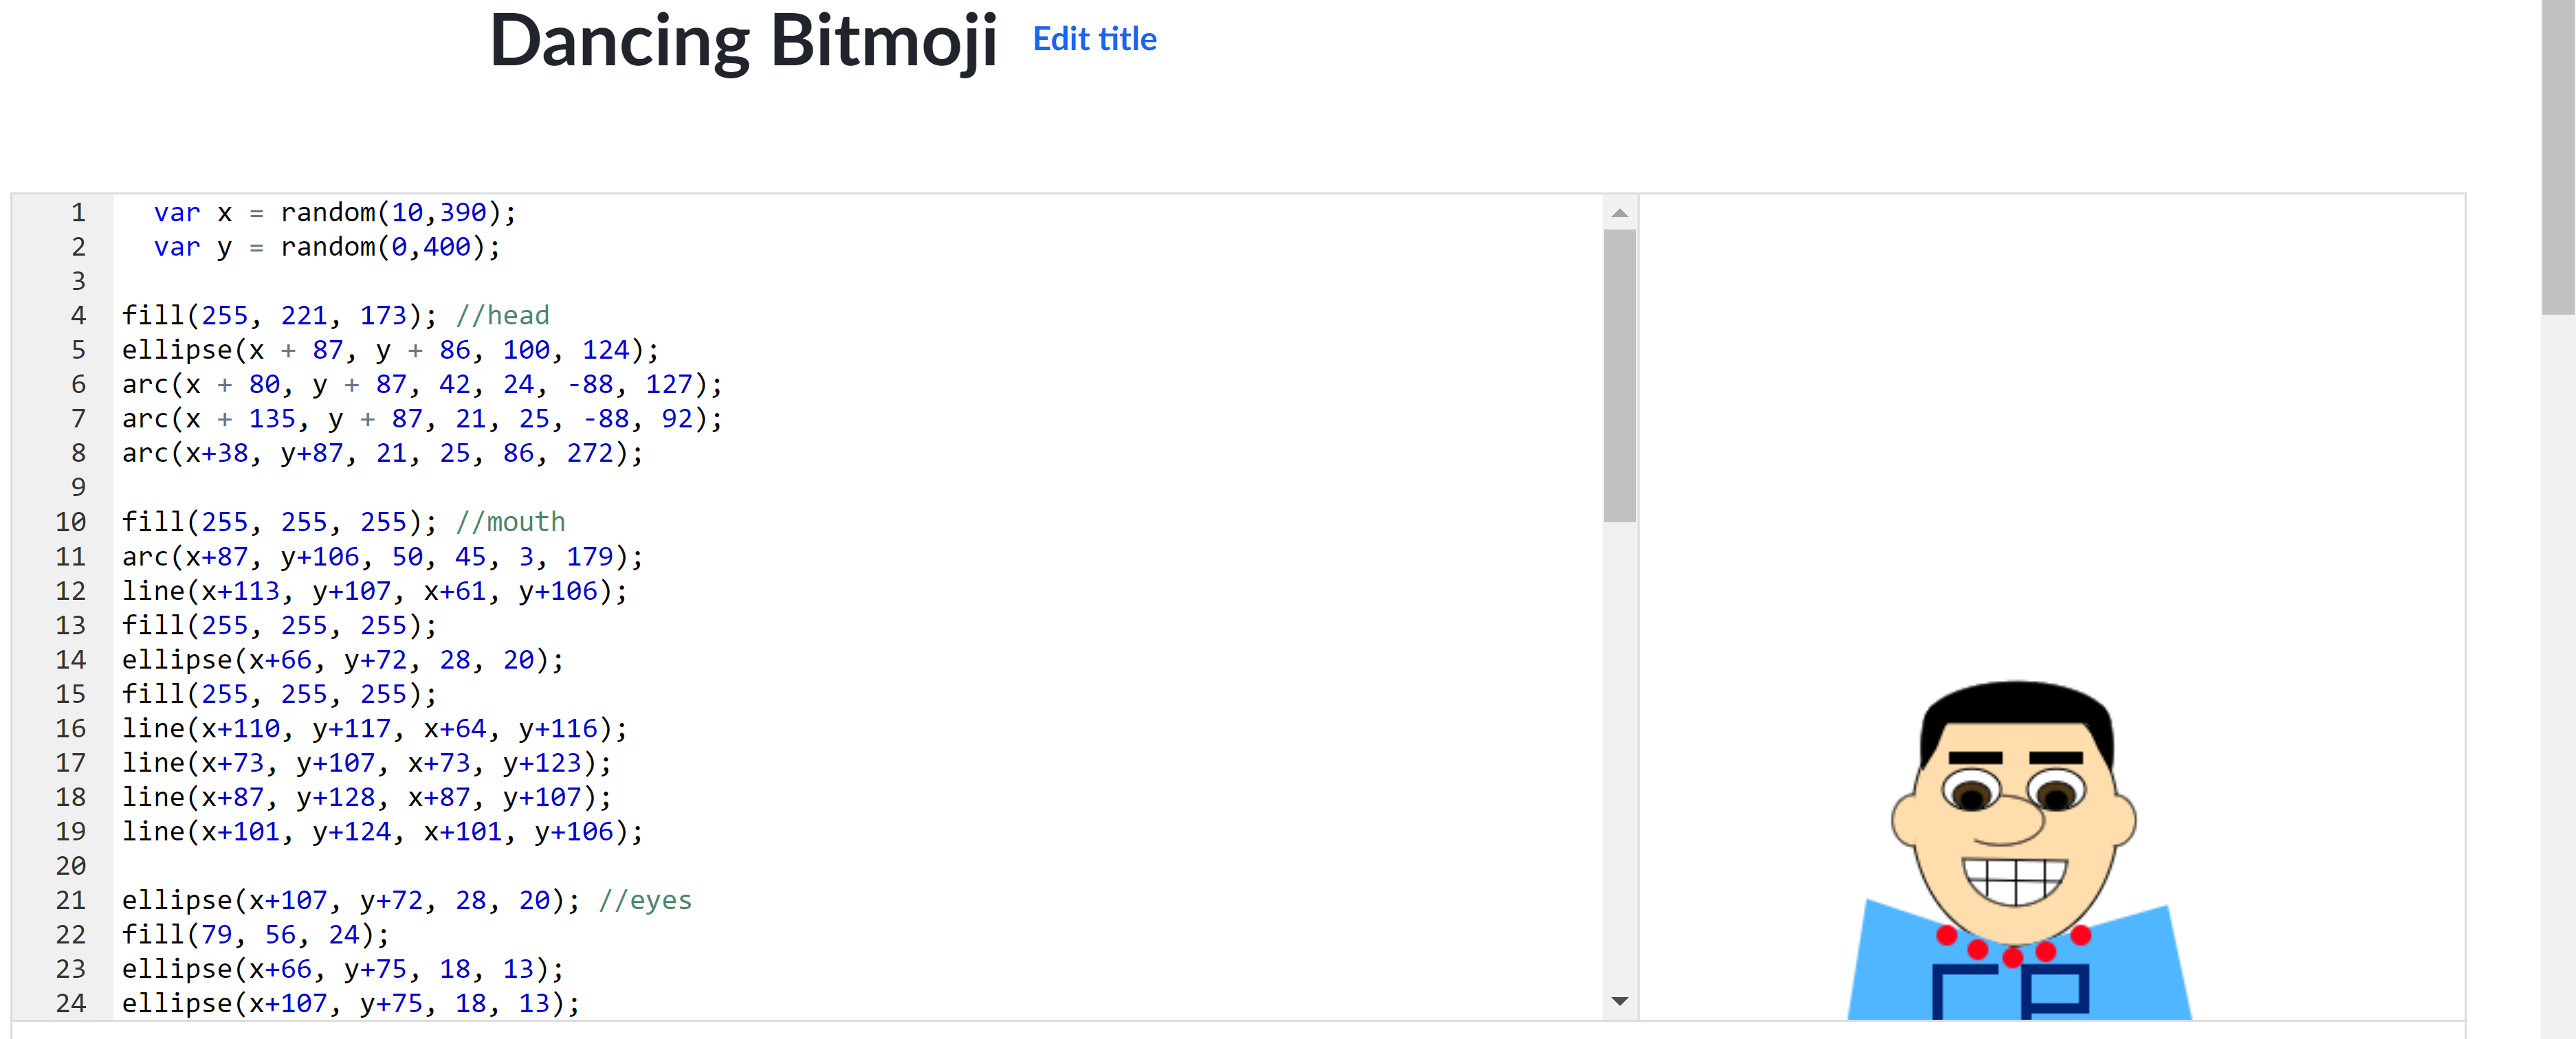 Dancing Bitmoji Edit title
1 var x = random(10,390);
2 var y = random(0,400);
3
4 fill(255, 221, 173); //head
5 ellipse(x + 87, y + 86, 100, 124);
6 arc(x + 80, y + 87, 42, 24, -88, 127);
7 arc(x + 135, y + 87, 21, 25, -88, 92);
8 arc(x+38, y+87, 21, 25, 86, 272);
9
10 fill(255, 255, 255); //mouth
11 arc(x+87, y+106, 50, 45, 3, 179);
12 line(x+113, y+107, x+61, y+106);
13 fill(255, 255, 255);
14 ellipse(x+66, y+72, 28, 20);
15 fill(255, 255, 255);
16 line(x+110, y+117, x+64, y+116);
17 line(x+73, y+107, x+73, y+123);
18 line(x+87, y+128, x+87, y+107);
19 line(x+101, y+124, x+101, y+106);
20
21 ellipse(x+107, y+72, 28, 20); //eyes
22 fill(79, 56, 24);
23 ellipse(x+66, y+75, 18, 13);
24 ellipse(x+107, y+75, 18, 13);